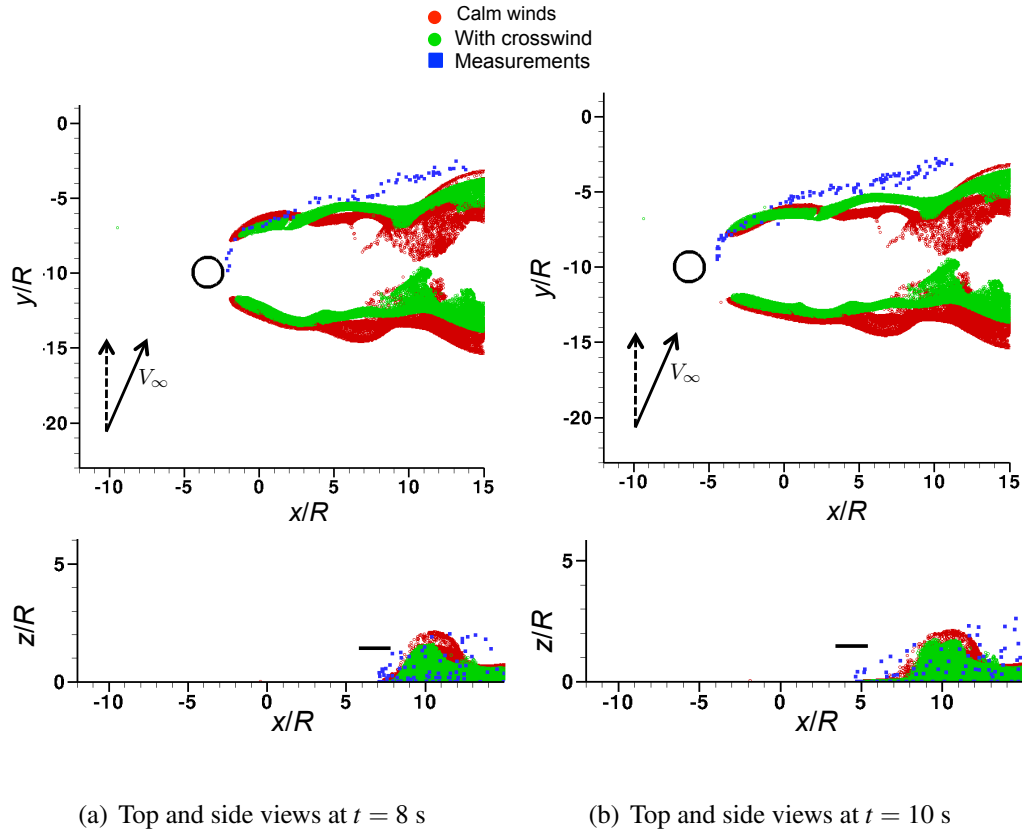 Calm winds
With crosswind
Measurements
0
-5
-10
-15
-20
y/R
V∞
-10 -5 0 5 10 15
x/R
0
-5
-10
-15
-20
y/R
V∞
-10 -5 0 5 10 15
x/R
5
0
z/R
-10 -5 0 5 10
x/R
5
0
z/R
-10 -5 0 5 10
x/R
(a) Top and side views at t = 8 s
(b) Top and side views at t = 10 s